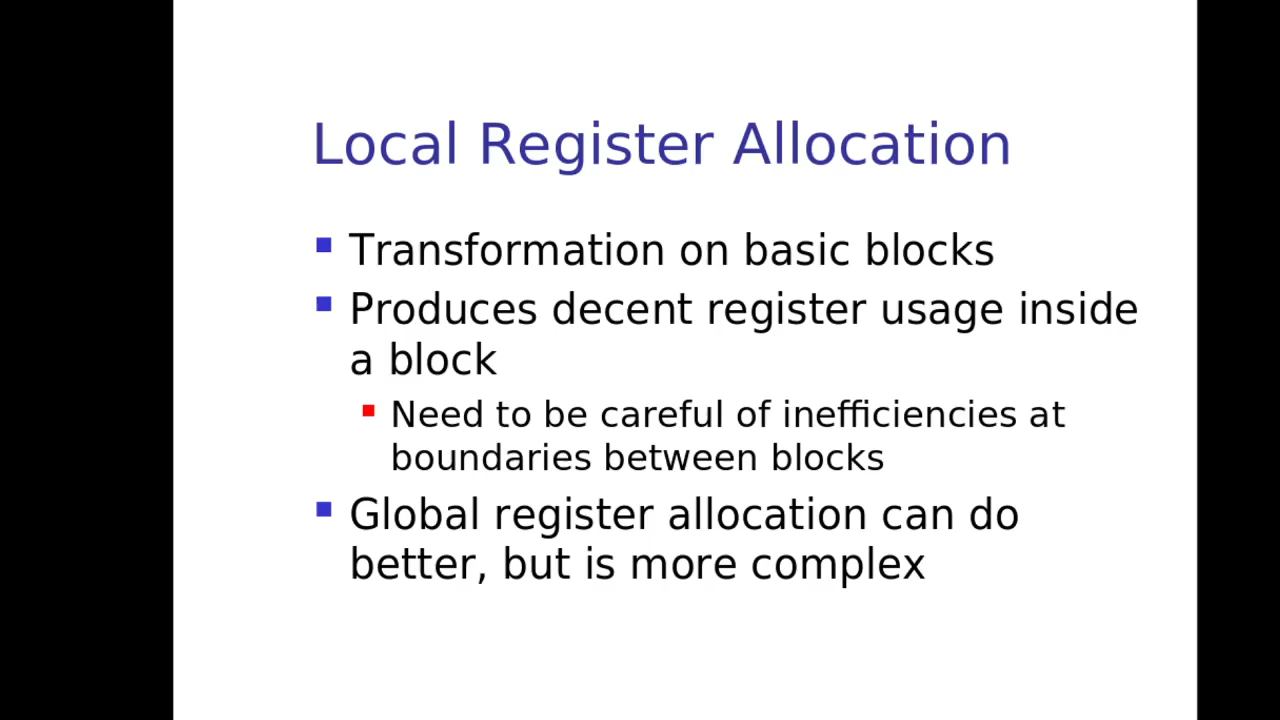 Local Register Allocation
Transformation on basic blocks
Produces decent register usage inside
a block
Need to be careful of inefficiencies at
boundaries between blocks
Global register allocation can do
better, but is more complex